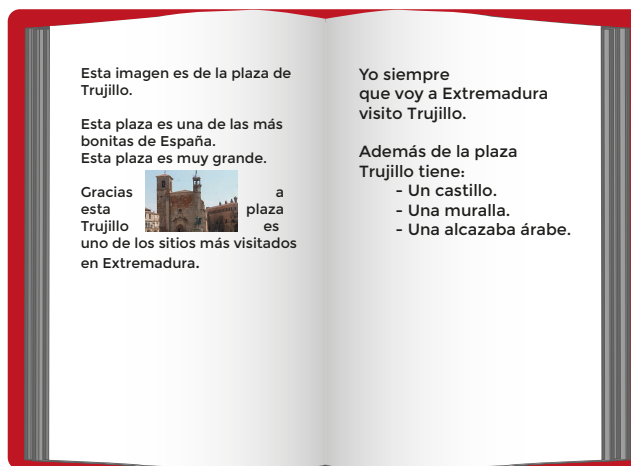 Esta imagen es de la plaza de
Trujillo.
Esta plaza es una de las más
bonitas de España.
Esta plaza es muy grande.
Gracias a
esta plaza
Trujillo es
uno de los sitios más visitados
en Extremadura.
Yo siempre
que voy a Extremadura
visito Trujillo.
Además de la plaza
Trujillo tiene:
- Un castillo.
- Una muralla.
- Una alcazaba árabe.